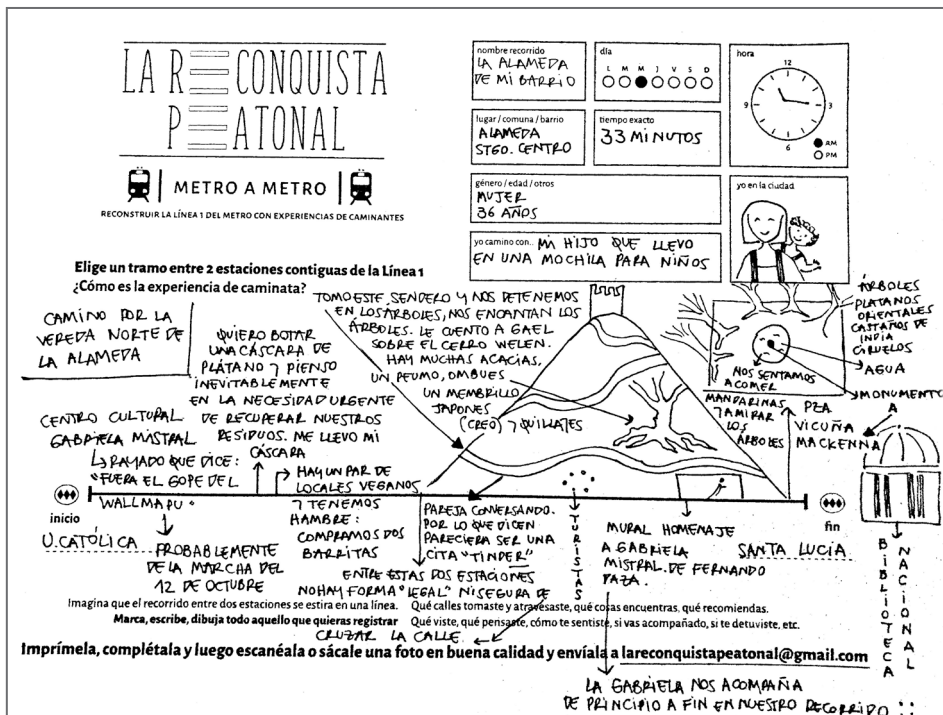 LA RECONQUISTA
PEATONAL
METRO A METRO
RECONSTRUIR LA LÍNEA 1 DEL METRO CON EXPERIENCIAS DE CAMINANTES
nombre recorrido
LA ALAMEDA
DE MI BARRIO
día
L M M J V S D
hora
12
3
6
9
AM
PM
lugar / comuna / barrio
ALAMEDA
STGO. CENTRO
tiempo exacto
33 MINUTOS
género / edad / otros
MUJER
36 AÑOS
yo en la ciudad
yo camino con.. MI HIJO QUE LLEVO
EN UNA MOCHILA PARA NIÑOS
Elige un tramo entre 2 estaciones contiguas de la Línea 1
¿Cómo es la experiencia de caminata?
CAMINO POR LA
VEREDA NORTE DE
LA ALAMEDA
QUIERO BOTAR
UNA CÁSCARA DE
PLÁTANO Y PIENSO
INEVITABLEMENTE
EN LA NECESIDAD URGENTE
DE RECUPERAR NUESTROS
RESIDUOS. ME LLEVO MI
CÁSCARA
TOMO ESTE SENDERO Y NOS DETENEMOS
EN LOS ÁRBOLES, NOS ENCANTAN LOS
ÁRBOLES. LE CUENTO A GAEL
SOBRE EL CERRO WELEN.
HAY MUCHAS ACACIAS,
UN PEUMO, OMBUES
UN MEMBRILLO
JAPONES
(CREO) Y QUILLAJES
ÁRBOLES
PLATANOS
ORIENTALES
CASTAÑOS DE
INDIA
CIRUELOS
AGUA
NOS SENTAMOS
A COMER
MANDARINAS
Y A MIRAR
LOS
ÁRBOLES
MONUMENTO
A
PZA
VICUÑA
MACKENNA
CENTRO CULTURAL
GABRIELA MISTRAL
RAYADO QUE DICE:
"FUERA EL GOPE DEL
WALLMAPU"
PROBABLEMENTE
DE LA MARCHA DEL
12 DE OCTUBRE
HAY UN PAR DE
LOCALES VEGANOS
Y TENEMOS
HAMBRE:
COMPRAMOS DOS
BARRITAS
PAREJA CONVERSANDO.
POR LO QUE DICEN
PARECIERA SER UNA
CITA "TINDER"
TURISTAS
MURAL HOMENAJE
A GABRIELA
MISTRAL. DE FERNANDO
DAZA.
inicio
U. CATÓLICA
fin
SANTA LUCÍA
BIBLIOTECA
NACIONAL
ENTRE ESTAS DOS ESTACIONES
NO HAY FORMA "LEGAL" NI SEGURA DE
CRUZAR LA CALLE.
Imagina que el recorrido entre dos estaciones se estira en una línea. Qué calles tomaste y atravesaste, qué cosas encuentras, qué recomiendas.
Marca, escribe, dibuja todo aquello que quieras registrar Qué viste, qué pensaste, cómo te sentiste, si vas acompañado, si te detuviste, etc.
Imprímela, complétala y luego escanéala o sácale una foto en buena calidad y envíala a lareconquistapeatonal@gmail.com
LA GABRIELA NOS ACOMPAÑA
DE PRINCIPIO A FIN EN NUESTRO RECORRIDO